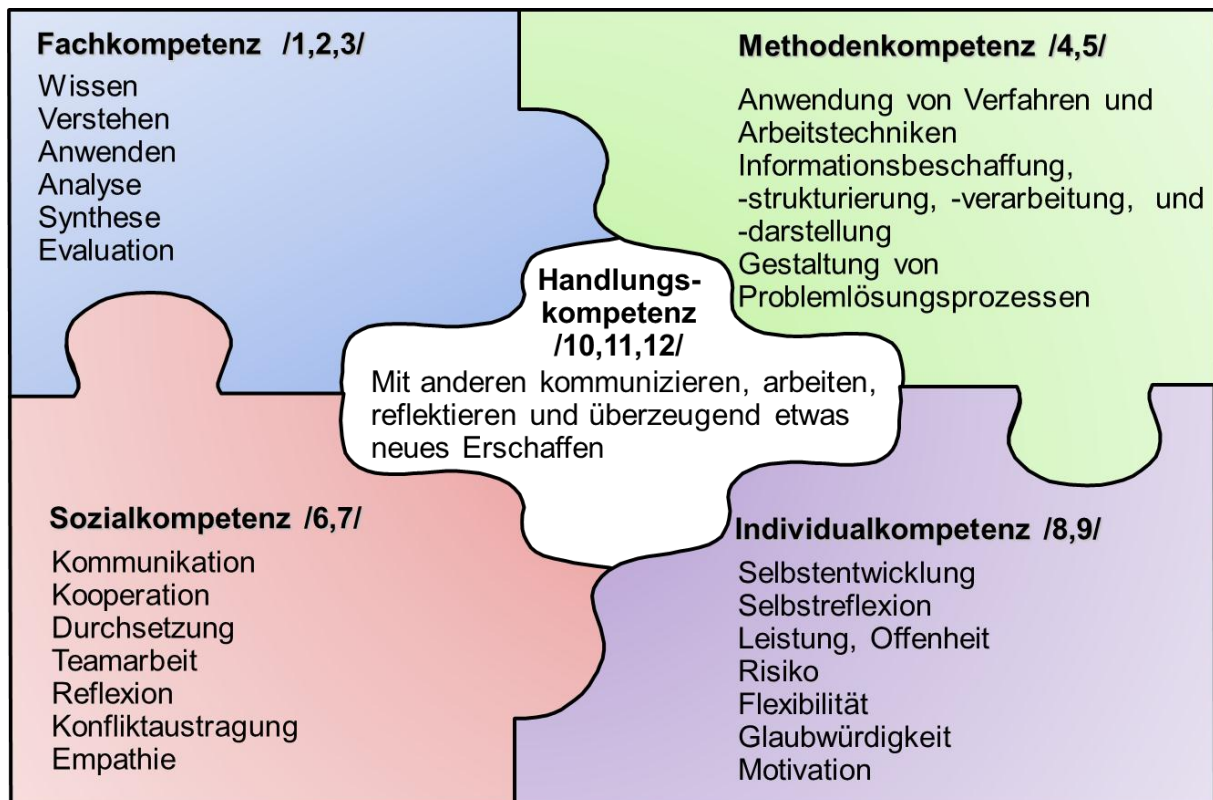 Fachkompetenz /1,2,3/
Wissen
Verstehen
Anwenden
Analyse
Synthese
Evaluation
Methodenkompetenz /4,5/
Anwendung von Verfahren und
Arbeitstechniken
Informationsbeschaffung,
-strukturierung, -verarbeitung, und
-darstellung
Gestaltung von
Problemlösungsprozessen
Handlungs-
kompetenz
/10,11,12/
Mit anderen kommunizieren, arbeiten,
reflektieren und überzeugend etwas
neues Erschaffen
Sozialkompetenz /6,7/
Kommunikation
Kooperation
Durchsetzung
Teamarbeit
Reflexion
Konfliktaustragung
Empathie
Individualkompetenz /8,9/
Selbstentwicklung
Selbstreflexion
Leistung, Offenheit
Risiko
Flexibilität
Glaubwürdigkeit
Motivation